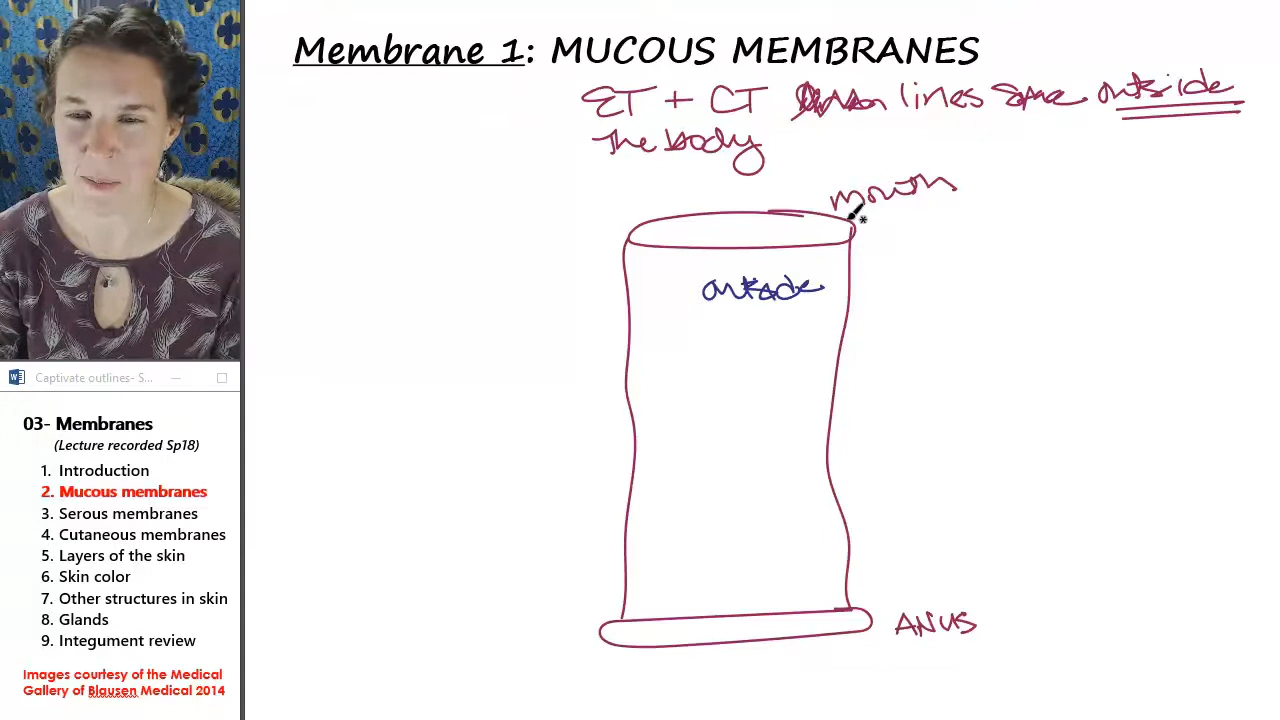 Membrane 1: MUCOUS MEMBRANES
ET + CT lines space outside
the body
mouth
outside
ANUS
Captivate outlines- S...
03- Membranes
(Lecture recorded Sp18)
1. Introduction
2. Mucous membranes
3. Serous membranes
4. Cutaneous membranes
5. Layers of the skin
6. Skin color
7. Other structures in skin
8. Glands
9. Integument review
Images courtesy of the Medical
Gallery of Blausen Medical 2014